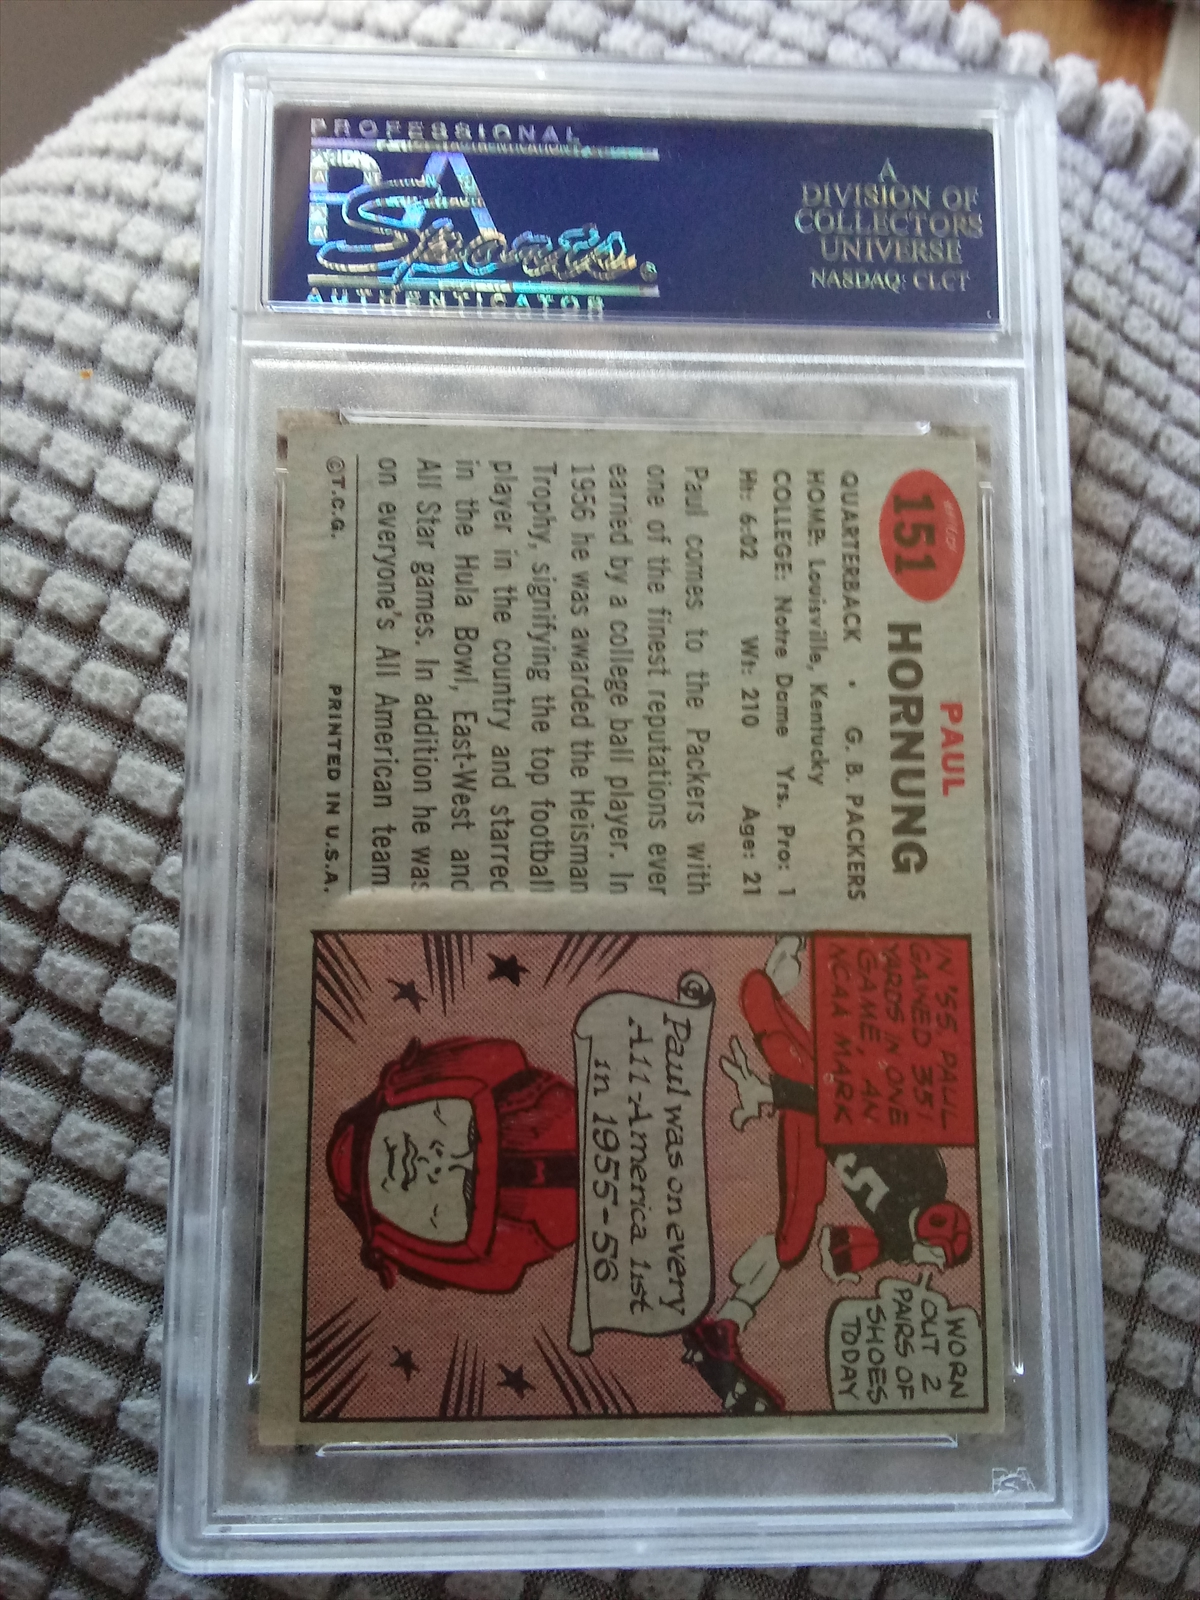 PROFESSIONAL
PSA
Sports
AUTHENTICATOR
A
DIVISION OF
COLLECTORS
UNIVERSE
NASDAQ: CLCT
151
PAUL
HORNUNG
QUARTERBACK • G. B. PACKERS
HOME: Louisville, Kentucky
COLLEGE: Notre Dame Yrs. Pro: 1
Ht: 6-02 Wt: 210 Age: 21
Paul comes to the Packers with
one of the finest reputations ever
earned by a college ball player. In
1956 he was awarded the Heisman
Trophy, signifying the top football
player in the country and starred
in the Hula Bowl, East-West and
All Star games. In addition he was
on everyone's All American team.
©T.C.G. PRINTED IN U.S.A.
IN '55 PAUL
GAINED 351
YARDS IN ONE
GAME, AN
NCAA MARK
5
WORN
OUT 2
PAIRS OF
SHOES
TODAY
Paul was on every
All-America list
in 1955-56